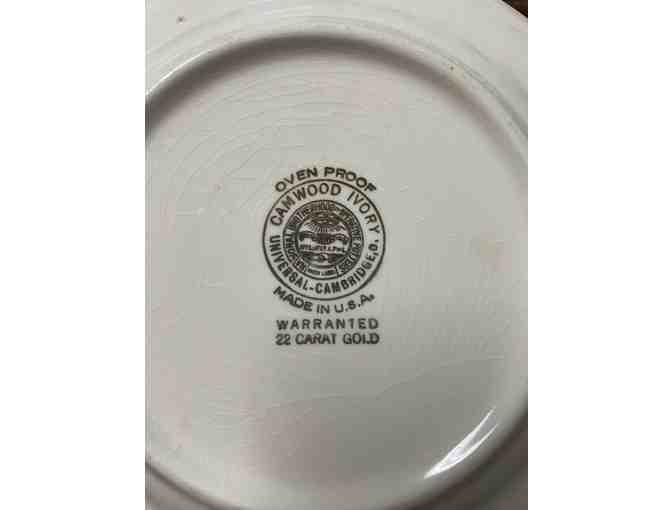 OVEN PROOF
CAMWOOD IVORY
UNIVERSAL-CAMBRIDGE, O.
MADE IN U.S.A.
WARRANTED
22 CARAT GOLD